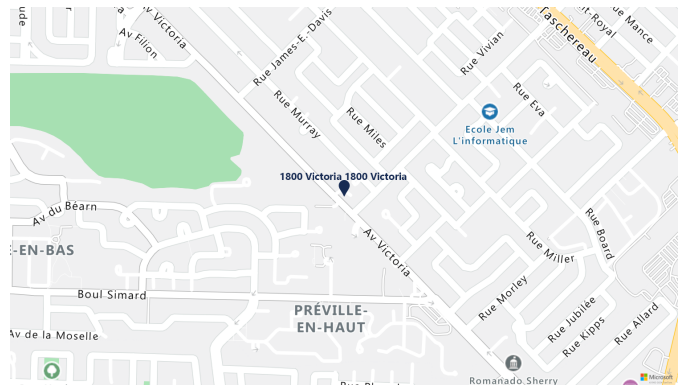 Av Victoria
Av Filion
Rue James-E.-Davis
Rue Vivian
Taschereau
Rue Mance
Rue Murray
Rue Miles
Rue Eva
Ecole Jem
L'informatique
1800 Victoria 1800 Victoria
Av du Béarn
-EN-BAS
Av Victoria
Rue Board
Rue Miller
Boul Simard
Rue Morley
PRÉVILLE-
EN-HAUT
Rue Jubilée
Rue Kipps
Rue Allard
Av de la Moselle
Romanado Sherry
Microsoft